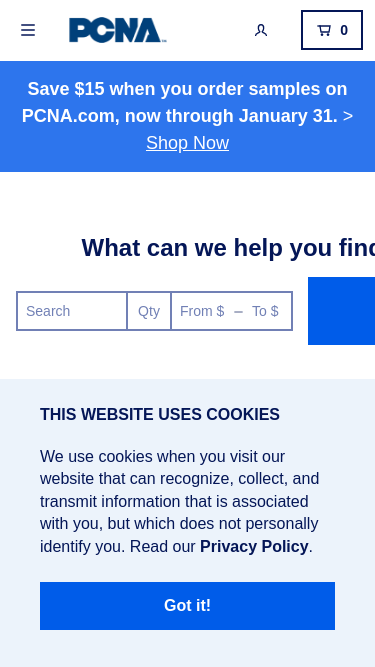 PCNA
0
Save $15 when you order samples on
PCNA.com, now through January 31. >
Shop Now
What can we help you find
Search
Qty
From $ – To $
THIS WEBSITE USES COOKIES
We use cookies when you visit our
website that can recognize, collect, and
transmit information that is associated
with you, but which does not personally
identify you. Read our Privacy Policy.
Got it!